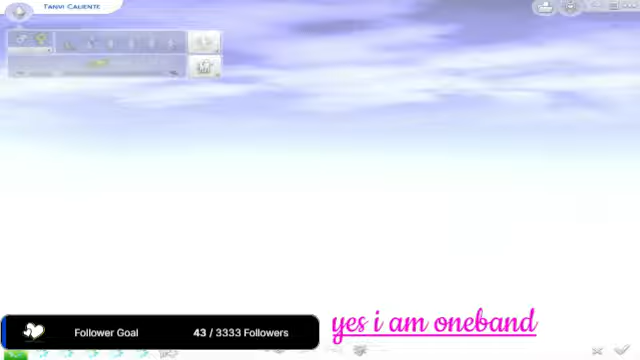 Tanvi Caliente
Follower Goal 43 / 3333 Followers
yes i am oneband